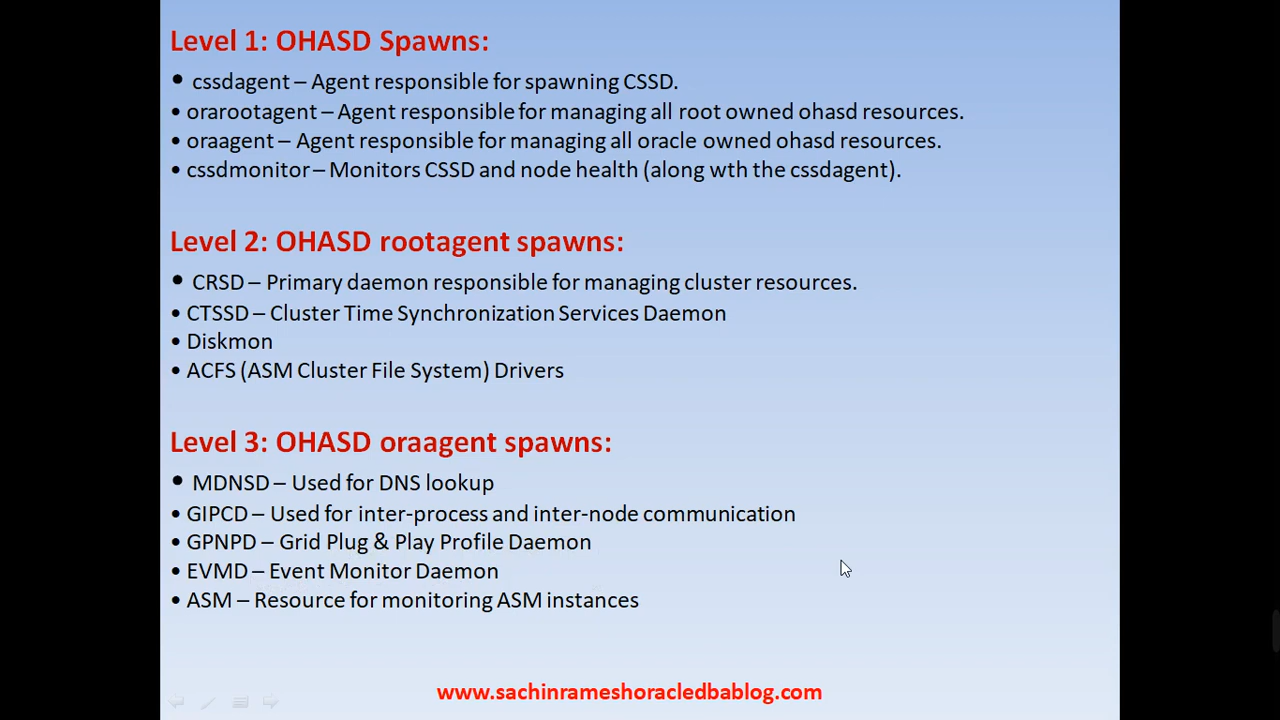 Level 1: OHASD Spawns:
• cssdagent – Agent responsible for spawning CSSD.
• orarootagent – Agent responsible for managing all root owned ohasd resources.
• oraagent – Agent responsible for managing all oracle owned ohasd resources.
• cssdmonitor – Monitors CSSD and node health (along wth the cssdagent).
Level 2: OHASD rootagent spawns:
• CRSD – Primary daemon responsible for managing cluster resources.
• CTSSD – Cluster Time Synchronization Services Daemon
• Diskmon
• ACFS (ASM Cluster File System) Drivers
Level 3: OHASD oraagent spawns:
• MDNSD – Used for DNS lookup
• GIPCD – Used for inter-process and inter-node communication
• GPNPD – Grid Plug & Play Profile Daemon
• EVMD – Event Monitor Daemon
• ASM – Resource for monitoring ASM instances
www.sachinrameshoracledbablog.com